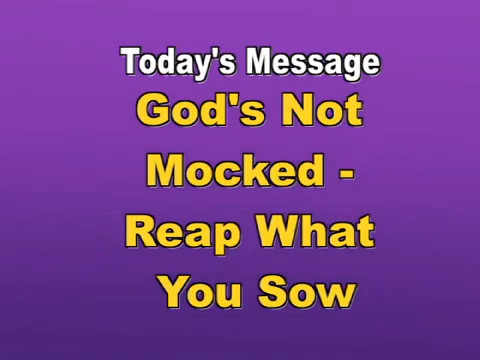 Today's Message
God's Not
Mocked -
Reap What
You Sow